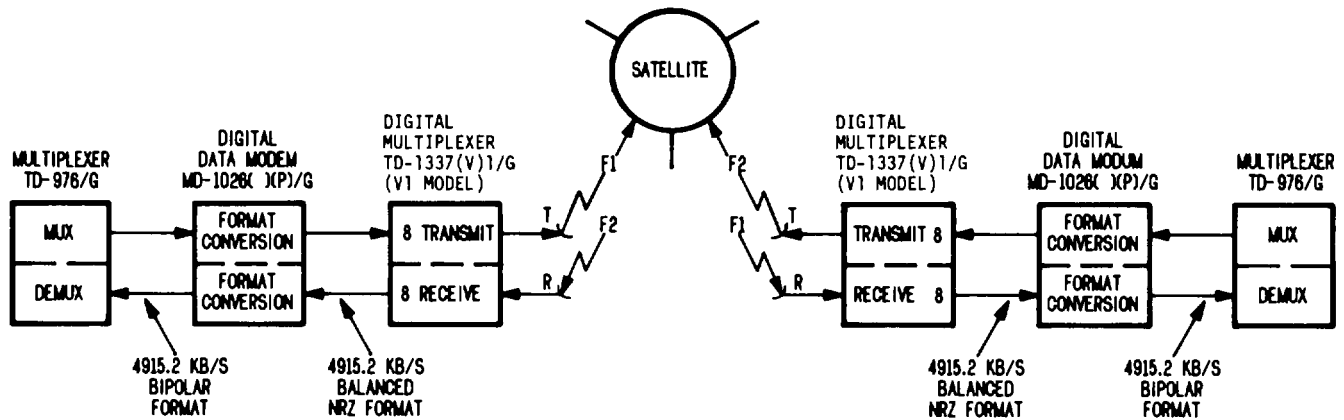 SATELLITE
MULTIPLEXER
TD-976/G
MUX
DEMUX
DIGITAL
DATA MODEM
MD-1026( )(P)/G
FORMAT
CONVERSION
FORMAT
CONVERSION
DIGITAL
MULTIPLEXER
TD-1337(V)1/G
(V1 MODEL)
8 TRANSMIT
8 RECEIVE
T
F1
R
F2
4915.2 KB/S
BIPOLAR
FORMAT
4915.2 KB/S
BALANCED
NRZ FORMAT
F2
T
F1
R
DIGITAL
MULTIPLEXER
TD-1337(V)1/G
(V1 MODEL)
TRANSMIT 8
RECEIVE 8
DIGITAL
DATA MODUM
MD-1026( )(P)/G
FORMAT
CONVERSION
FORMAT
CONVERSION
MULTIPLEXER
TD-976/G
MUX
DEMUX
4915.2 KB/S
BALANCED
NRZ FORMAT
4915.2 KB/S
BIPOLAR
FORMAT